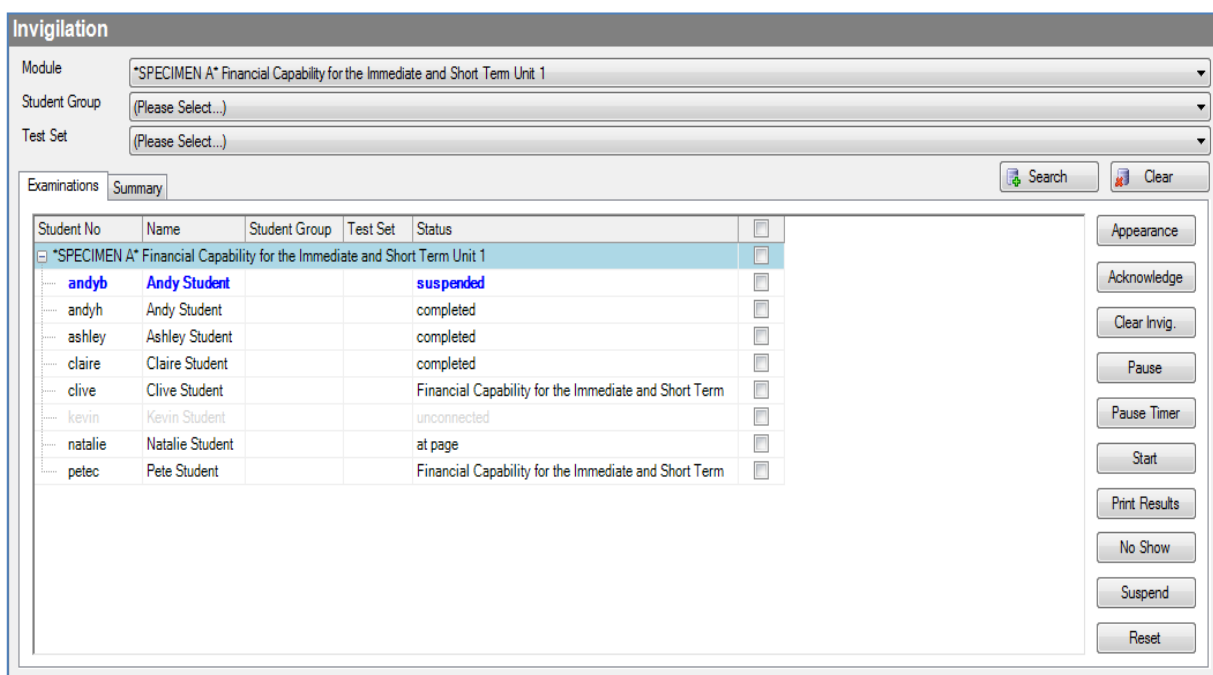 Invigilation
Module *SPECIMEN A* Financial Capability for the Immediate and Short Term Unit 1
Student Group (Please Select...)
Test Set (Please Select...)
Search Clear
Examinations Summary
Student No Name Student Group Test Set Status
*SPECIMEN A* Financial Capability for the Immediate and Short Term Unit 1
andyb Andy Student suspended
andyh Andy Student completed
ashley Ashley Student completed
claire Claire Student completed
clive Clive Student Financial Capability for the Immediate and Short Term
kevin Kevin Student unconnected
natalie Natalie Student at page
petec Pete Student Financial Capability for the Immediate and Short Term
Appearance
Acknowledge
Clear Invig.
Pause
Pause Timer
Start
Print Results
No Show
Suspend
Reset